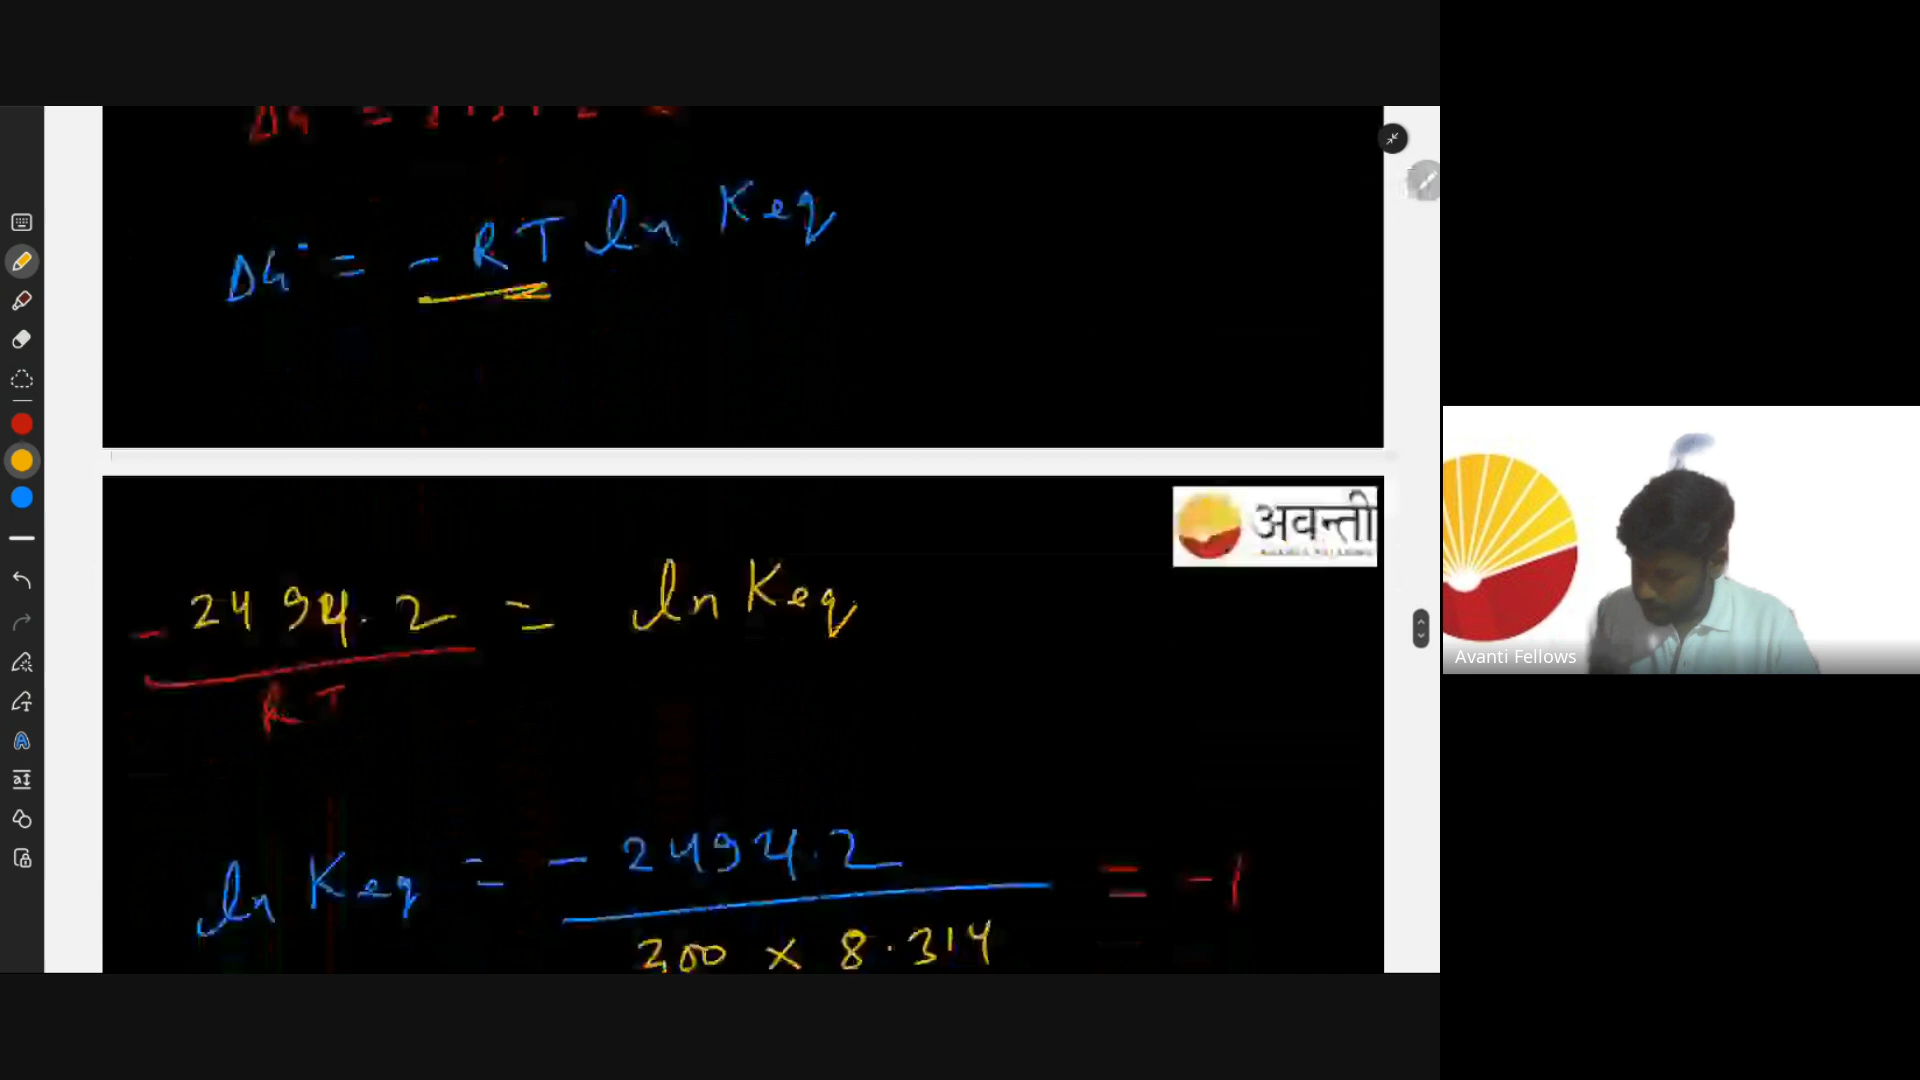 ΔG° = - RT ln Keq
अवन्ती
- 2494.2 / RT = ln Keq
ln Keq = - 2494.2 / 300 x 8.314 = -1
Avanti Fellows